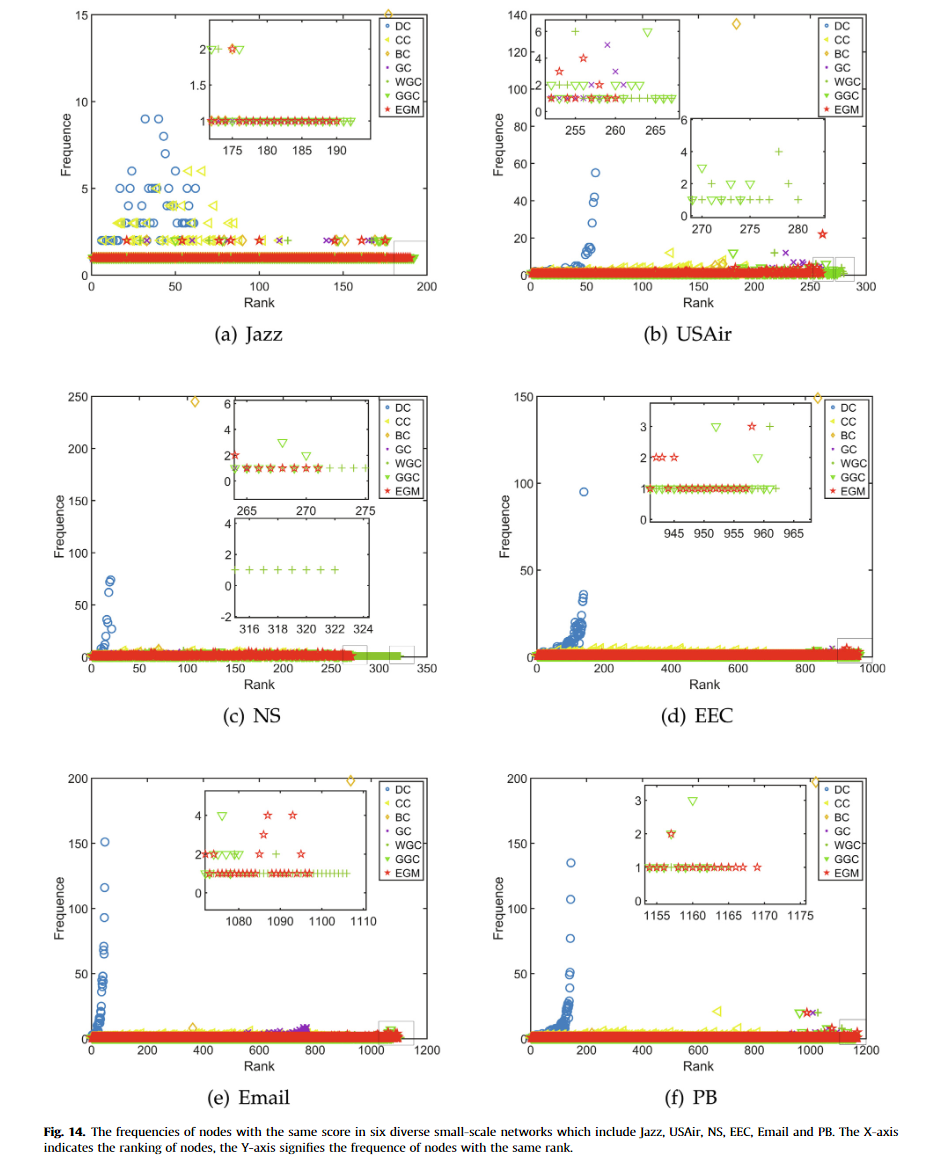 15
10
5
0
Frequence
0
50
100
150
200
Rank
2
1.5
1
175
180
185
190
DC
CC
BC
GC
WGC
GGC
EGM
(a) Jazz
140
120
100
80
60
40
20
0
Frequence
0
50
100
150
200
250
300
Rank
6
4
2
0
255
260
265
6
4
2
0
270
275
280
DC
CC
BC
GC
WGC
GGC
EGM
(b) USAir
250
200
150
100
50
0
Frequence
0
50
100
150
200
250
300
350
Rank
6
4
2
0
265
270
275
4
2
0
-2
316
318
320
322
324
DC
CC
BC
GC
WGC
GGC
EGM
(c) NS
150
100
50
0
Frequence
0
200
400
600
800
1000
Rank
3
2
1
0
945
950
955
960
965
DC
CC
BC
GC
WGC
GGC
EGM
(d) EEC
200
150
100
50
0
Frequence
0
200
400
600
800
1000
1200
Rank
4
2
0
1080
1090
1100
1110
DC
CC
BC
GC
WGC
GGC
EGM
(e) Email
200
150
100
50
0
Frequence
0
200
400
600
800
1000
1200
Rank
3
2
1
0
1155
1160
1165
1170
1175
DC
CC
BC
GC
WGC
GGC
EGM
(f) PB
Fig. 14. The frequencies of nodes with the same score in six diverse small-scale networks which include Jazz, USAir, NS, EEC, Email and PB. The X-axis
indicates the ranking of nodes, the Y-axis signifies the frequence of nodes with the same rank.